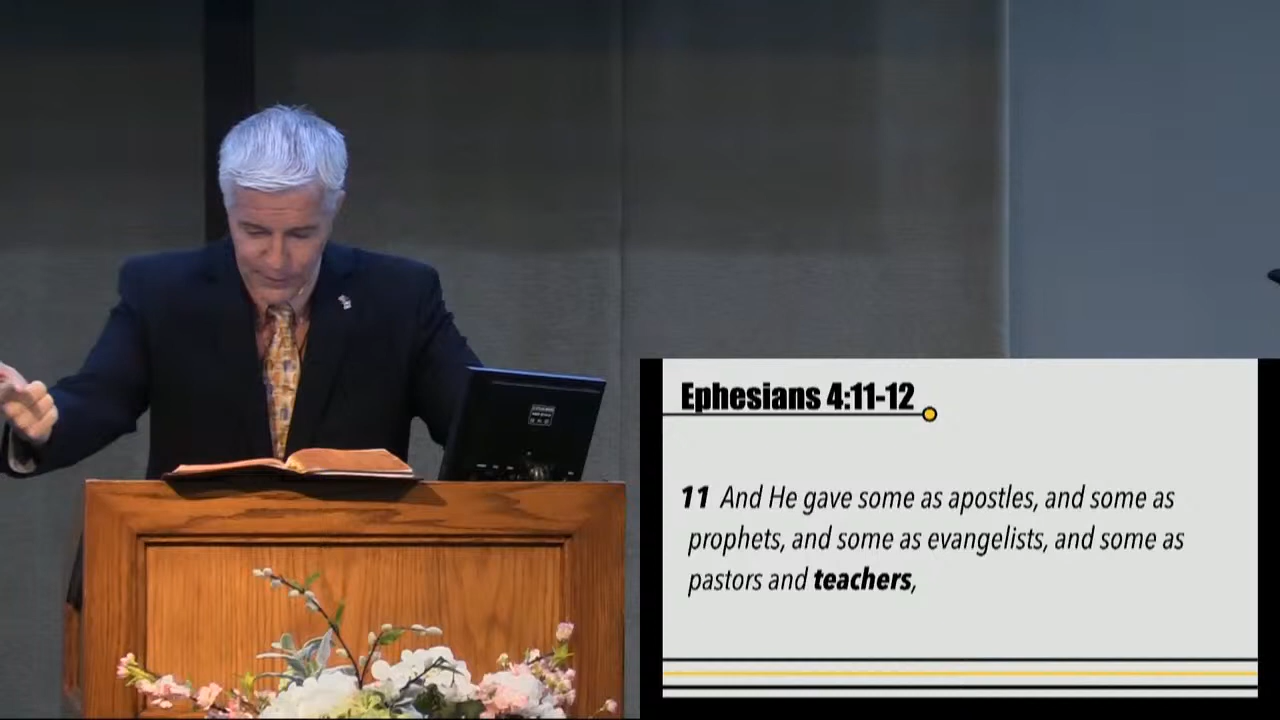 Ephesians 4:11-12
11 And He gave some as apostles, and some as
prophets, and some as evangelists, and some as
pastors and teachers,